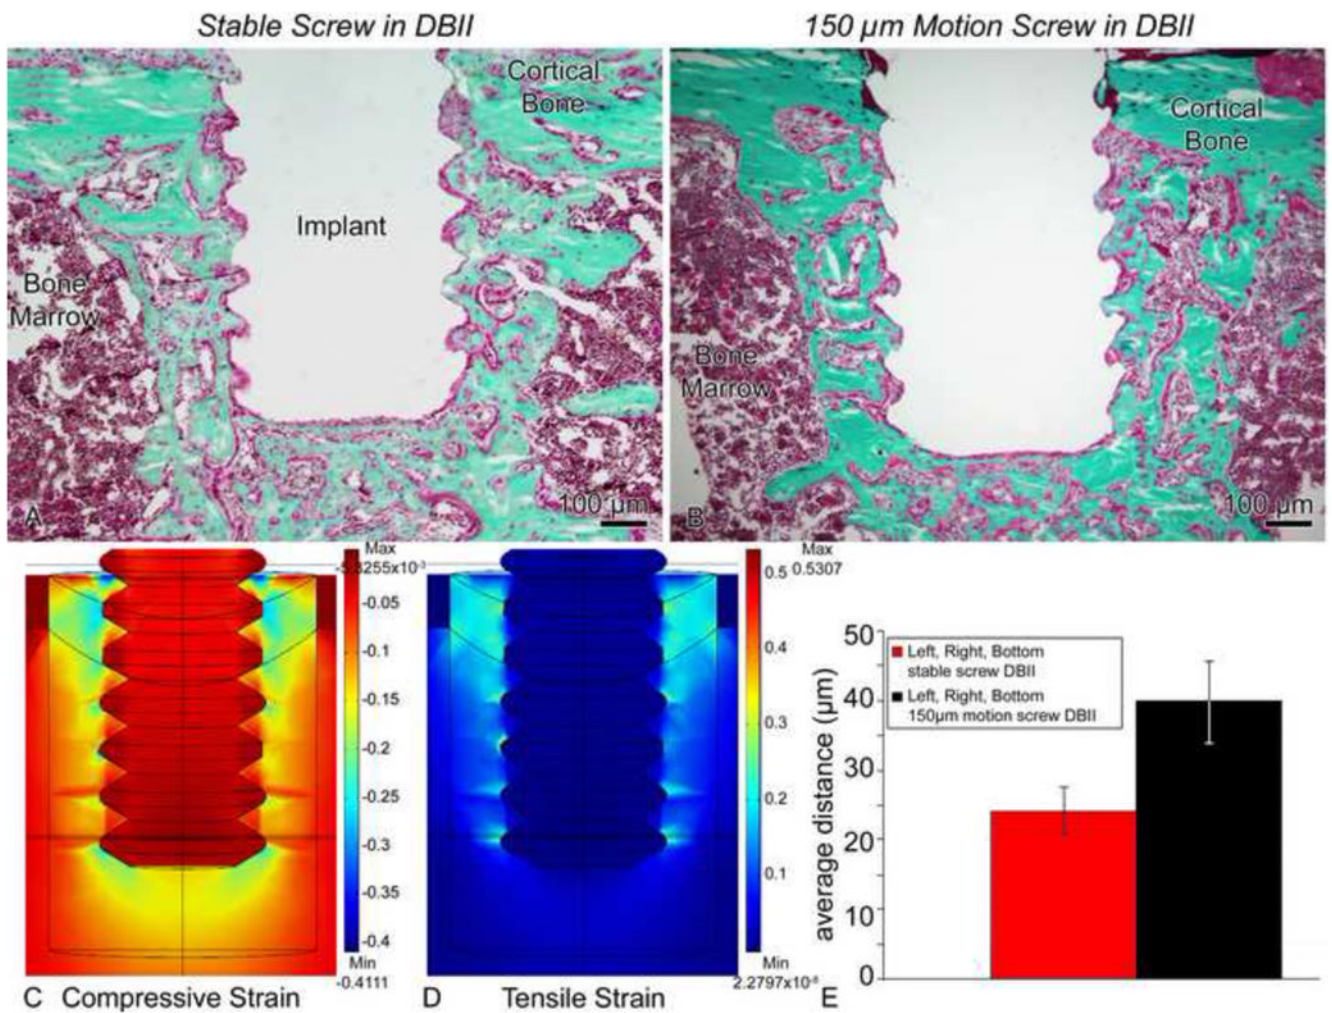 Stable Screw in DBII
150 µm Motion Screw in DBII
Cortical
Bone
Implant
Bone
Marrow
100 µm
A
Cortical
Bone
Bone
Marrow
100 µm
B
Max
-5.8255x10⁻³
-0.05
-0.1
-0.15
-0.2
-0.25
-0.3
-0.35
-0.4
Min
-0.4111
C Compressive Strain
Max
0.5307
0.5
0.4
0.3
0.2
0.1
Min
D Tensile Strain
average distance (µm)
50
40
30
20
10
0
Left, Right, Bottom
stable screw DBII
Left, Right, Bottom
150µm motion screw DBII
E